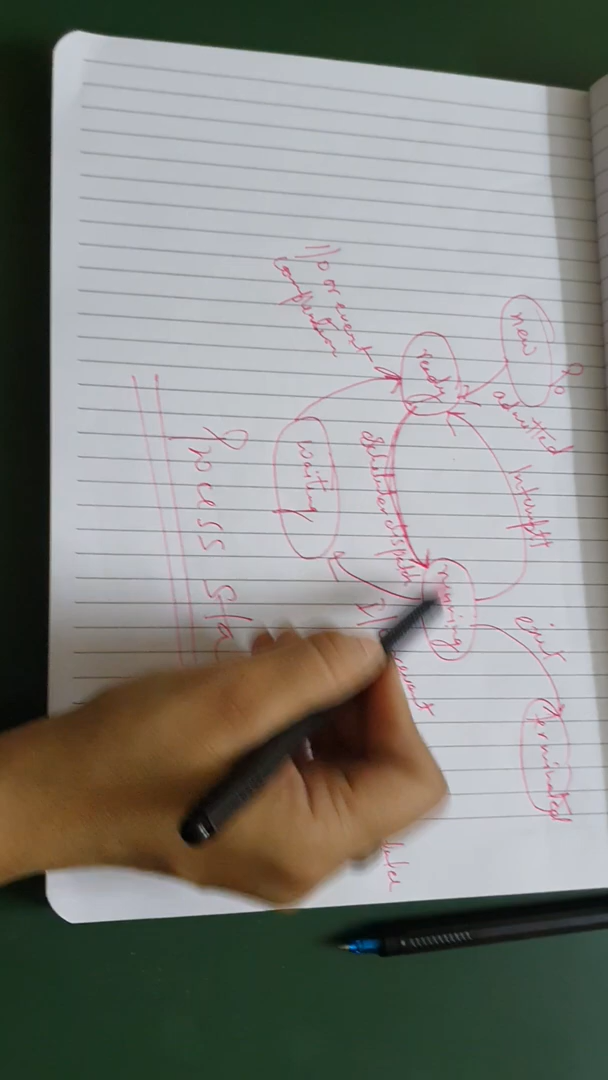 new
admitted
Interrupt
exit
terminated
ready
running
I/O or event
completion
waiting
Process Sta